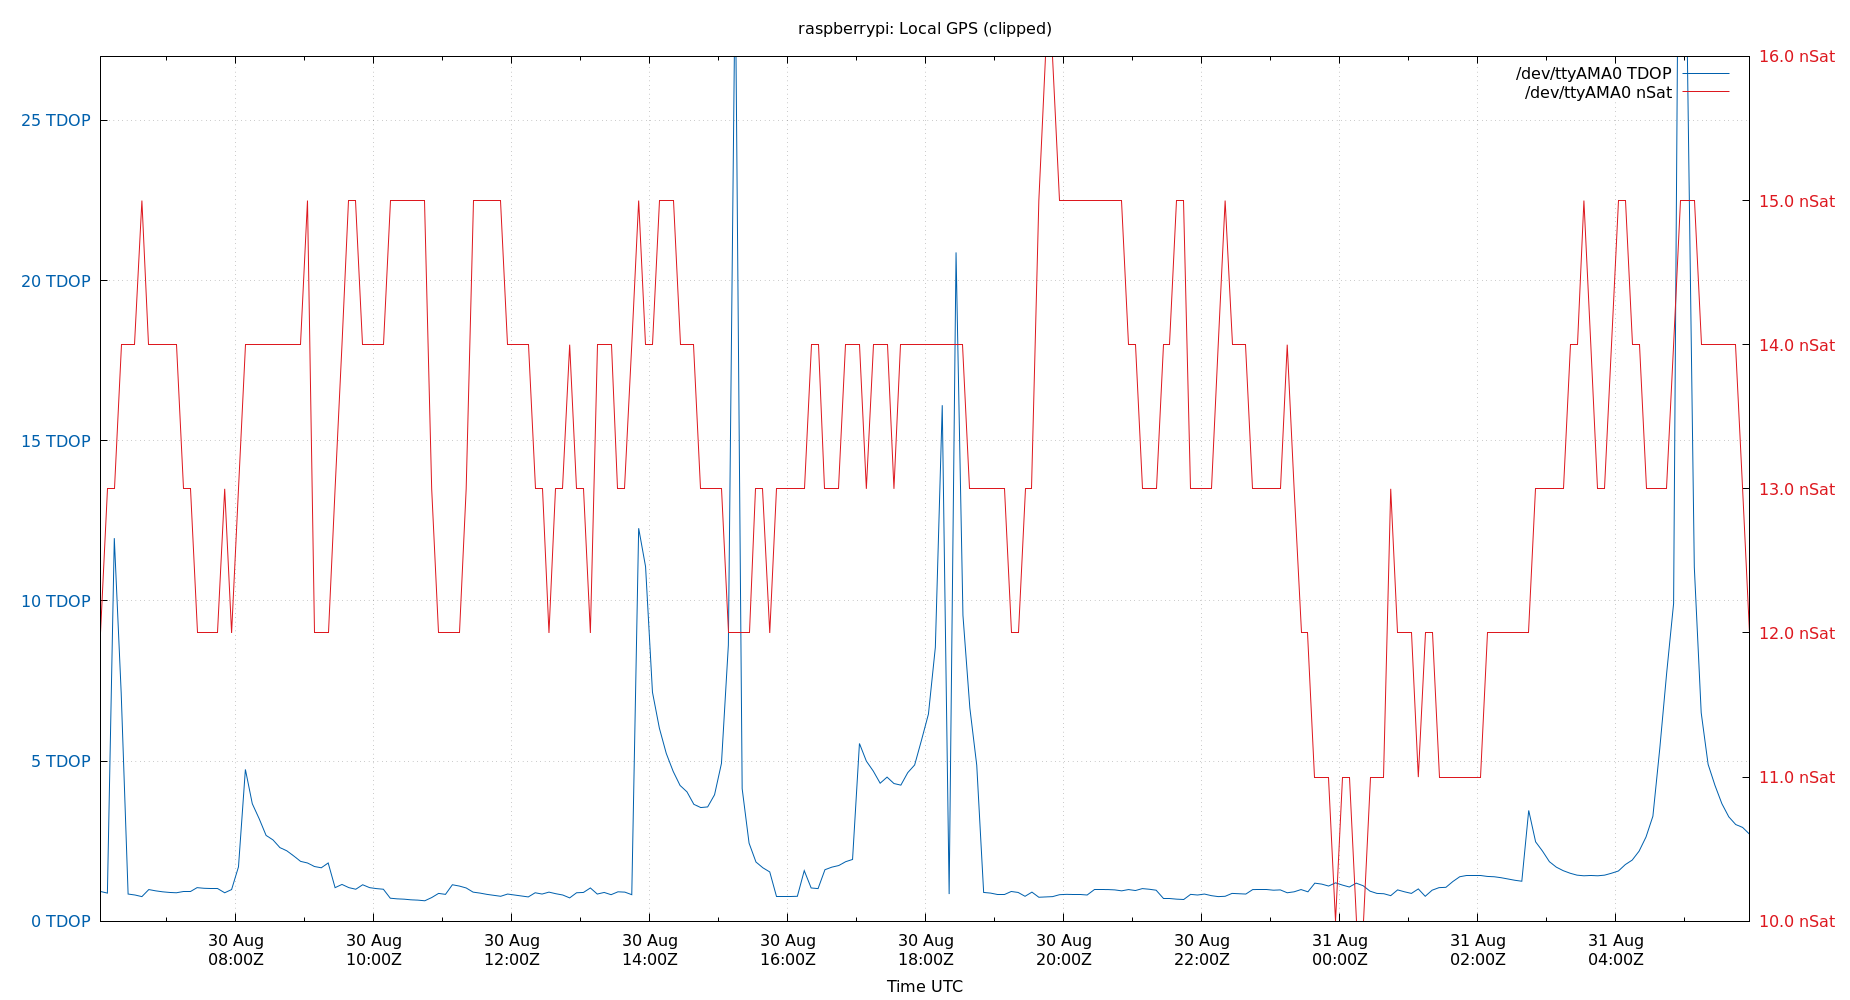 raspberrypi: Local GPS (clipped)
/dev/ttyAMA0 TDOP
/dev/ttyAMA0 nSat
25 TDOP
20 TDOP
15 TDOP
10 TDOP
5 TDOP
0 TDOP
16.0 nSat
15.0 nSat
14.0 nSat
13.0 nSat
12.0 nSat
11.0 nSat
10.0 nSat
30 Aug 30 Aug 30 Aug 30 Aug 30 Aug 30 Aug 30 Aug 30 Aug 31 Aug 31 Aug 31 Aug
08:00Z 10:00Z 12:00Z 14:00Z 16:00Z 18:00Z 20:00Z 22:00Z 00:00Z 02:00Z 04:00Z
Time UTC